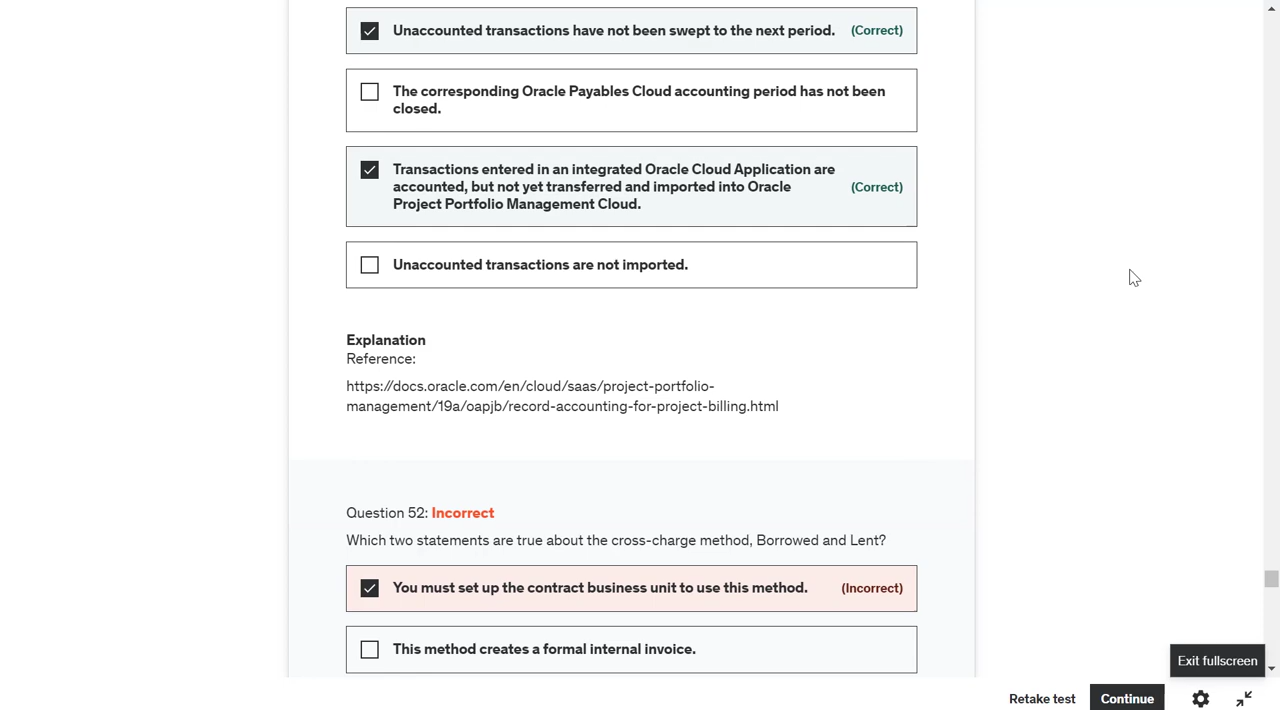 Unaccounted transactions have not been swept to the next period. (Correct)
The corresponding Oracle Payables Cloud accounting period has not been
closed.
Transactions entered in an integrated Oracle Cloud Application are
accounted, but not yet transferred and imported into Oracle (Correct)
Project Portfolio Management Cloud.
Unaccounted transactions are not imported.
Explanation
Reference:
https://docs.oracle.com/en/cloud/saas/project-portfolio-
management/19a/oapjb/record-accounting-for-project-billing.html
Question 52: Incorrect
Which two statements are true about the cross-charge method, Borrowed and Lent?
You must set up the contract business unit to use this method. (Incorrect)
This method creates a formal internal invoice.
Exit fullscreen
Retake test Continue